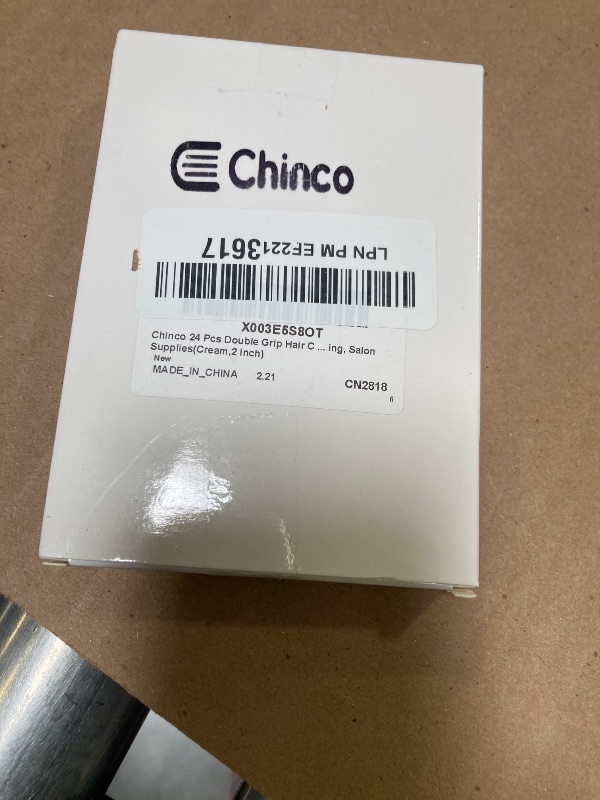 Chinco
LPN PM EF2213617
X003E5S8OT
Chinco 24 Pcs Double Grip Hair C ... ing, Salon
Supplies(Cream,2 inch)
New
MADE_IN_CHINA 2.21
CN2818
6